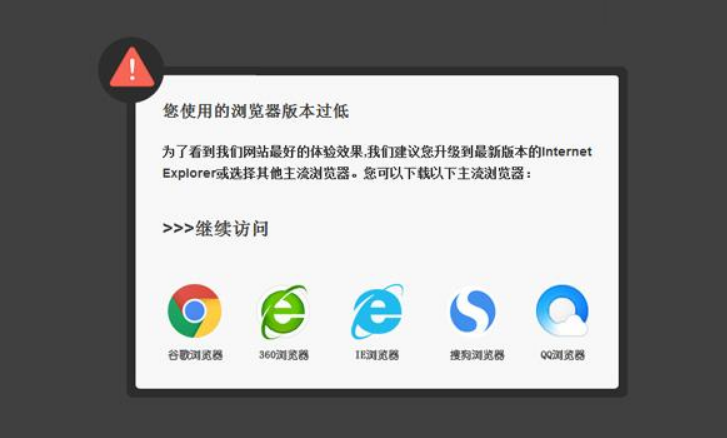 您使用的浏览器版本过低
为了看到我们网站最好的体验效果,我们建议您升级到最新版本的Internet
Explorer或选择其他主流浏览器。您可以下载以下主流浏览器：
>>>继续访问
谷歌浏览器 360浏览器 IE浏览器 搜狗浏览器 QQ浏览器